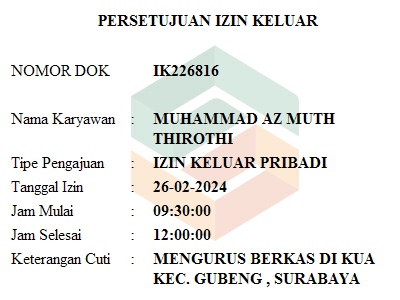 PERSETUJUAN IZIN KELUAR
NOMOR DOK IK226816
Nama Karyawan : MUHAMMAD AZ MUTH
THIROTHI
Tipe Pengajuan : IZIN KELUAR PRIBADI
Tanggal Izin : 26-02-2024
Jam Mulai : 09:30:00
Jam Selesai : 12:00:00
Keterangan Cuti : MENGURUS BERKAS DI KUA
KEC. GUBENG , SURABAYA